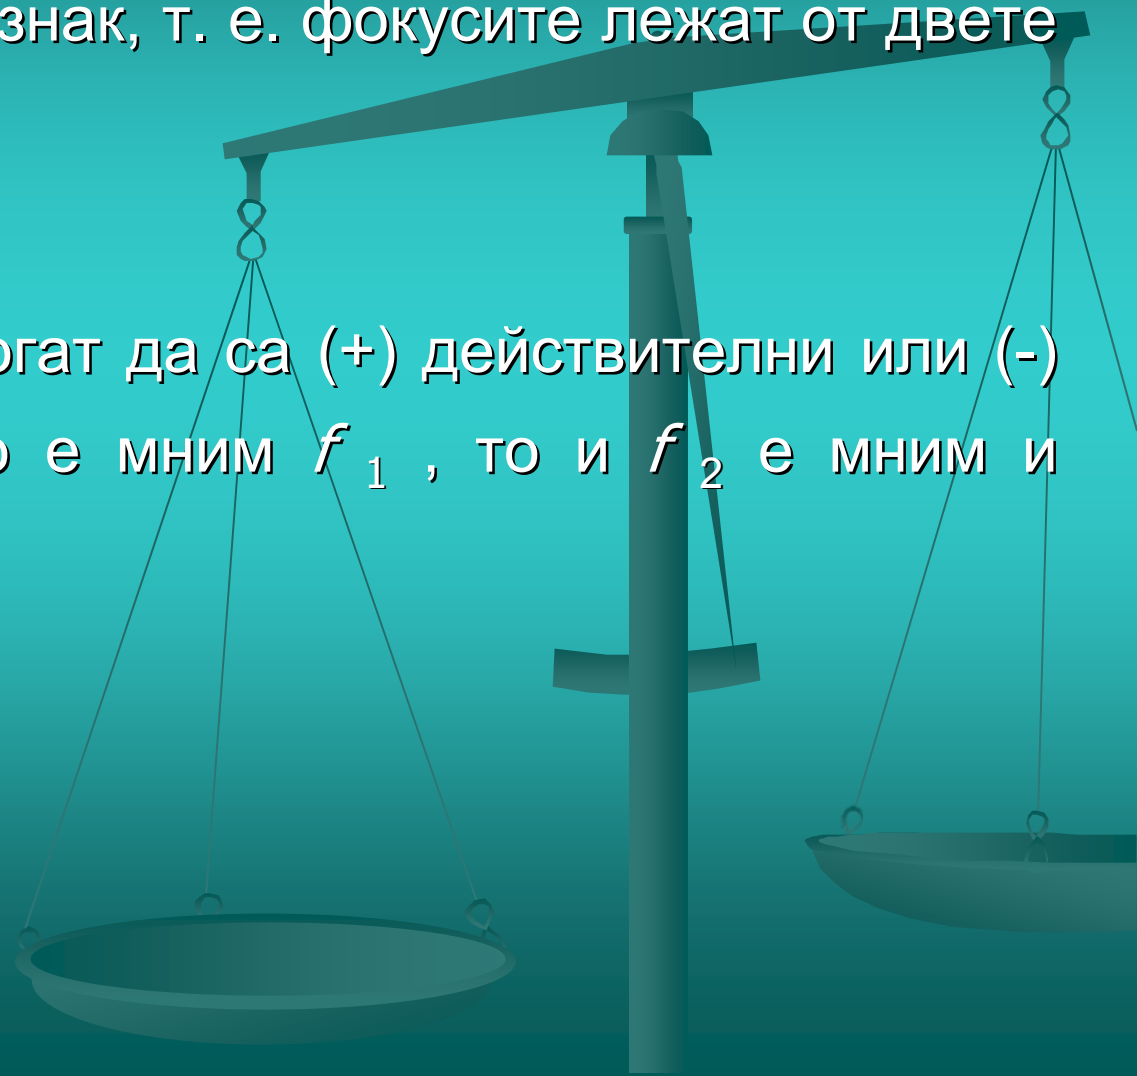 знак, т. е. фокусите лежат от двете
огат да са (+) действителни или (-)
о е мним f 1 , то и f 2 е мним и